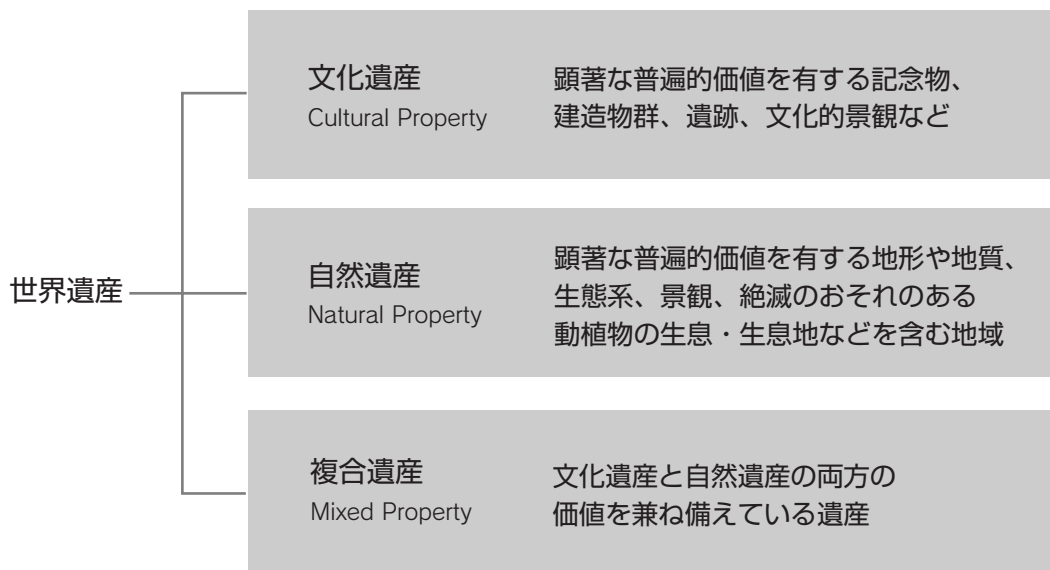 世界遺産
文化遺産
Cultural Property
顕著な普遍的価値を有する記念物、
建造物群、遺跡、文化的景観など
自然遺産
Natural Property
顕著な普遍的価値を有する地形や地質、
生態系、景観、絶滅のおそれのある
動植物の生息・生息地などを含む地域
複合遺産
Mixed Property
文化遺産と自然遺産の両方の
価値を兼ね備えている遺産